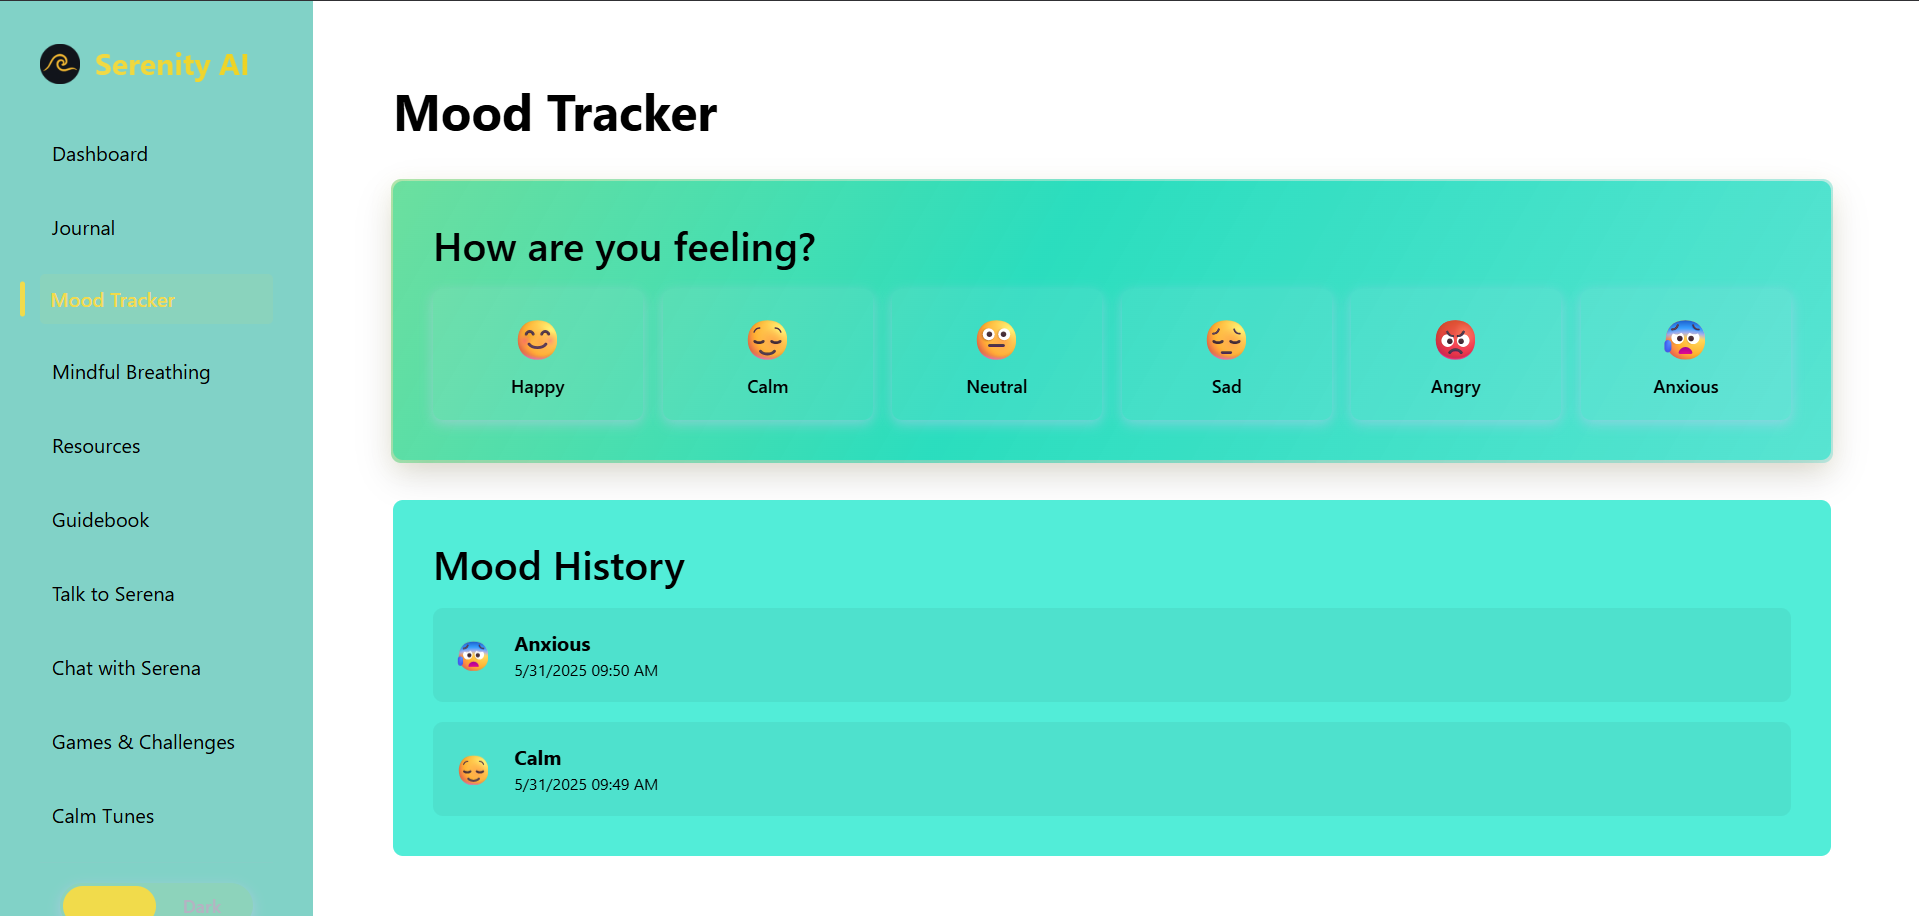 Serenity AI
Dashboard
Journal
Mood Tracker
Mindful Breathing
Resources
Guidebook
Talk to Serena
Chat with Serena
Games & Challenges
Calm Tunes
Dark
Mood Tracker
How are you feeling?
Happy
Calm
Neutral
Sad
Angry
Anxious
Mood History
Anxious
5/31/2025 09:50 AM
Calm
5/31/2025 09:49 AM